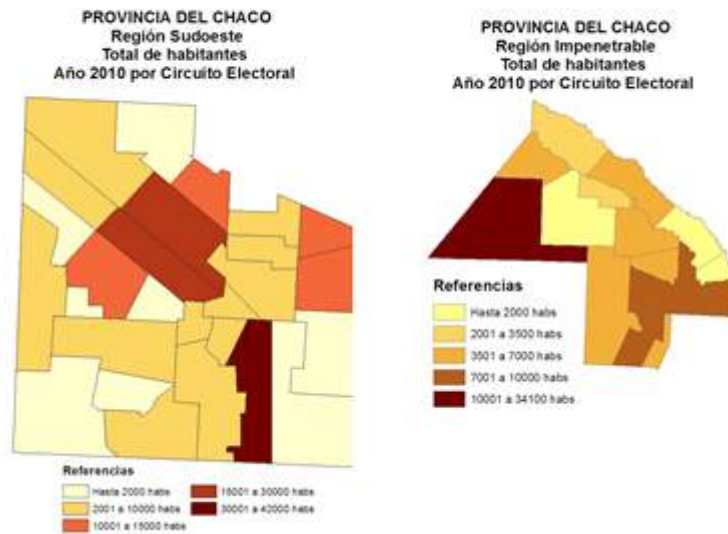 PROVINCIA DEL CHACO
Región Sudoeste
Total de habitantes
Año 2010 por Circuito Electoral
Referencias
Hasta 2000 habs
2001 a 10000 habs
10001 a 15000 habs
15001 a 30000 habs
30001 a 42000 habs
PROVINCIA DEL CHACO
Región Impenetrable
Total de habitantes
Año 2010 por Circuito Electoral
Referencias
Hasta 2000 habs
2001 a 3500 habs
3501 a 7000 habs
7001 a 10000 habs
10001 a 34100 habs